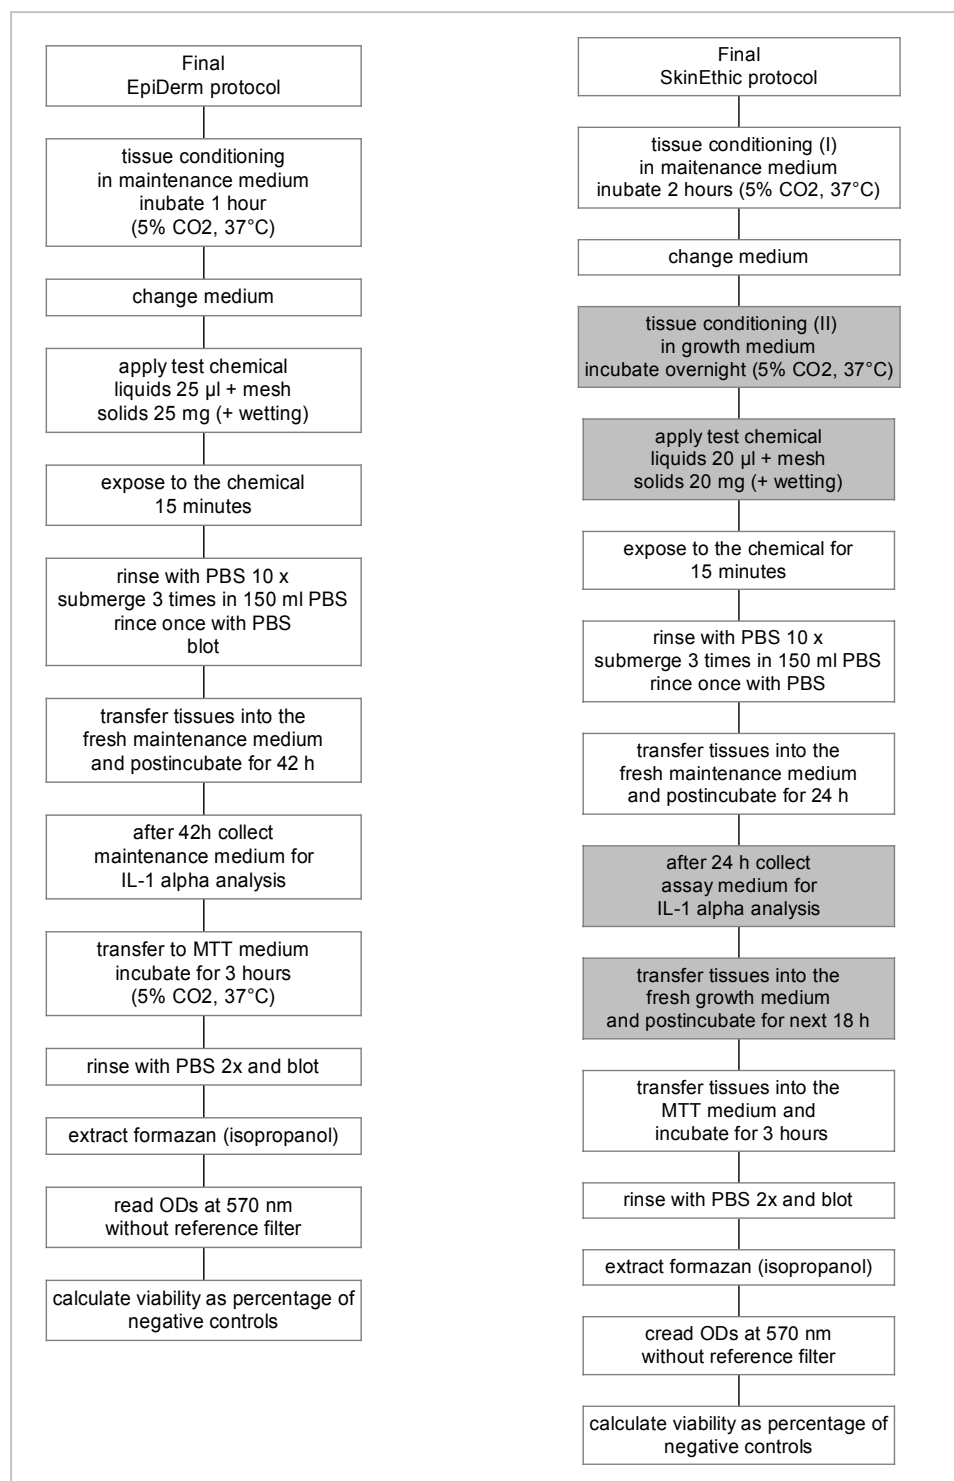 Final
EpiDerm protocol
tissue conditioning
in maintenance medium
inubate 1 hour
(5% CO2, 37°C)
change medium
apply test chemical
liquids 25 µl + mesh
solids 25 mg (+ wetting)
expose to the chemical
15 minutes
rinse with PBS 10 x
submerge 3 times in 150 ml PBS
rince once with PBS
blot
transfer tissues into the
fresh maintenance medium
and postincubate for 42 h
after 42h collect
maintenance medium for
IL-1 alpha analysis
transfer to MTT medium
incubate for 3 hours
(5% CO2, 37°C)
rinse with PBS 2x and blot
extract formazan (isopropanol)
read ODs at 570 nm
without reference filter
calculate viability as percentage of
negative controls
Final
SkinEthic protocol
tissue conditioning (I)
in maitenance medium
inubate 2 hours (5% CO2, 37°C)
change medium
tissue conditioning (II)
in growth medium
incubate overnight (5% CO2, 37°C)
apply test chemical
liquids 20 µl + mesh
solids 20 mg (+ wetting)
expose to the chemical for
15 minutes
rinse with PBS 10 x
submerge 3 times in 150 ml PBS
rince once with PBS
transfer tissues into the
fresh maintenance medium
and postincubate for 24 h
after 24 h collect
assay medium for
IL-1 alpha analysis
transfer tissues into the
fresh growth medium
and postincubate for next 18 h
transfer tissues into the
MTT medium and
incubate for 3 hours
rinse with PBS 2x and blot
extract formazan (isopropanol)
cread ODs at 570 nm
without reference filter
calculate viability as percentage of
negative controls